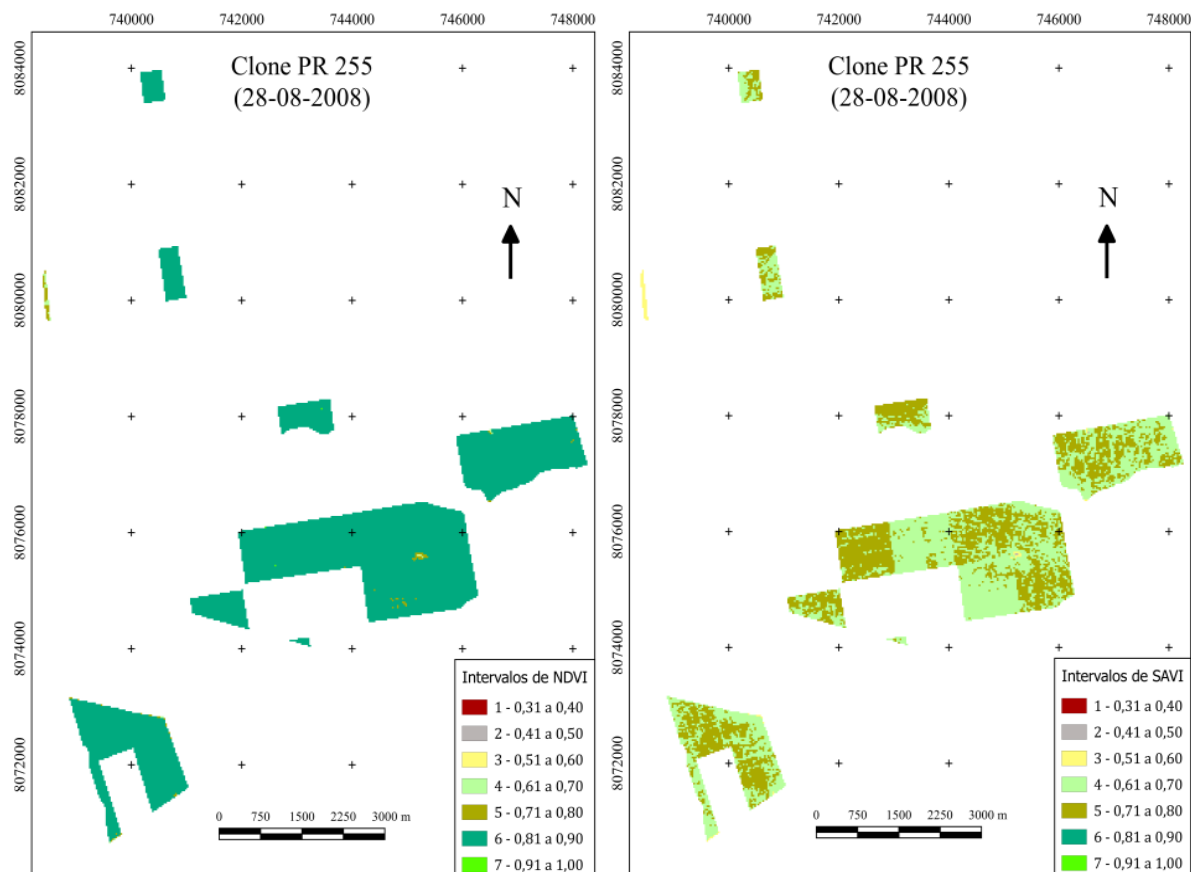 740000 742000 744000 746000 748000
Clone PR 255
(28-08-2008)
N
8084000
8082000
8080000
8078000
8076000
8074000
8072000
Intervalos de NDVI
1 - 0,31 a 0,40
2 - 0,41 a 0,50
3 - 0,51 a 0,60
4 - 0,61 a 0,70
5 - 0,71 a 0,80
6 - 0,81 a 0,90
7 - 0,91 a 1,00
0 750 1500 2250 3000 m
740000 742000 744000 746000 748000
Clone PR 255
(28-08-2008)
N
8084000
8082000
8080000
8078000
8076000
8074000
8072000
Intervalos de SAVI
1 - 0,31 a 0,40
2 - 0,41 a 0,50
3 - 0,51 a 0,60
4 - 0,61 a 0,70
5 - 0,71 a 0,80
6 - 0,81 a 0,90
7 - 0,91 a 1,00
0 750 1500 2250 3000 m